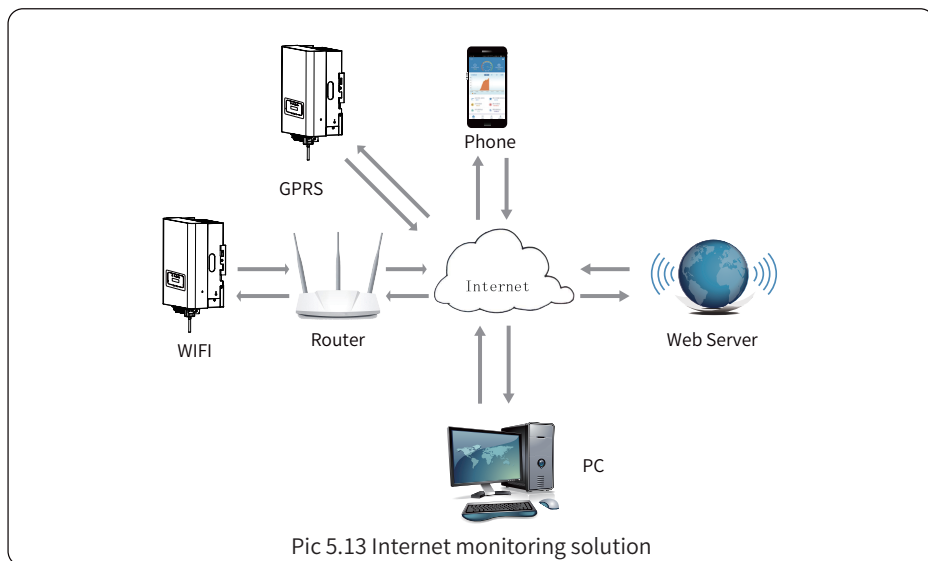 Phone
GPRS
Internet
WIFI
Router
Web Server
PC
Pic 5.13 Internet monitoring solution